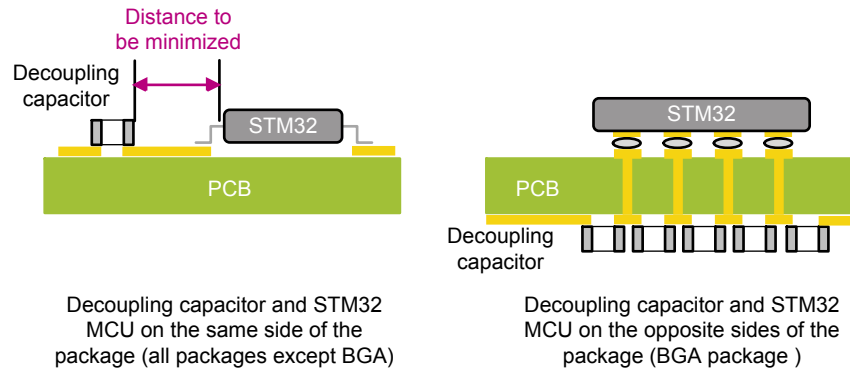 Distance to
be minimized
Decoupling
capacitor
STM32
PCB
Decoupling capacitor and STM32
MCU on the same side of the
package (all packages except BGA)
STM32
PCB
Decoupling
capacitor
Decoupling capacitor and STM32
MCU on the opposite sides of the
package (BGA package )